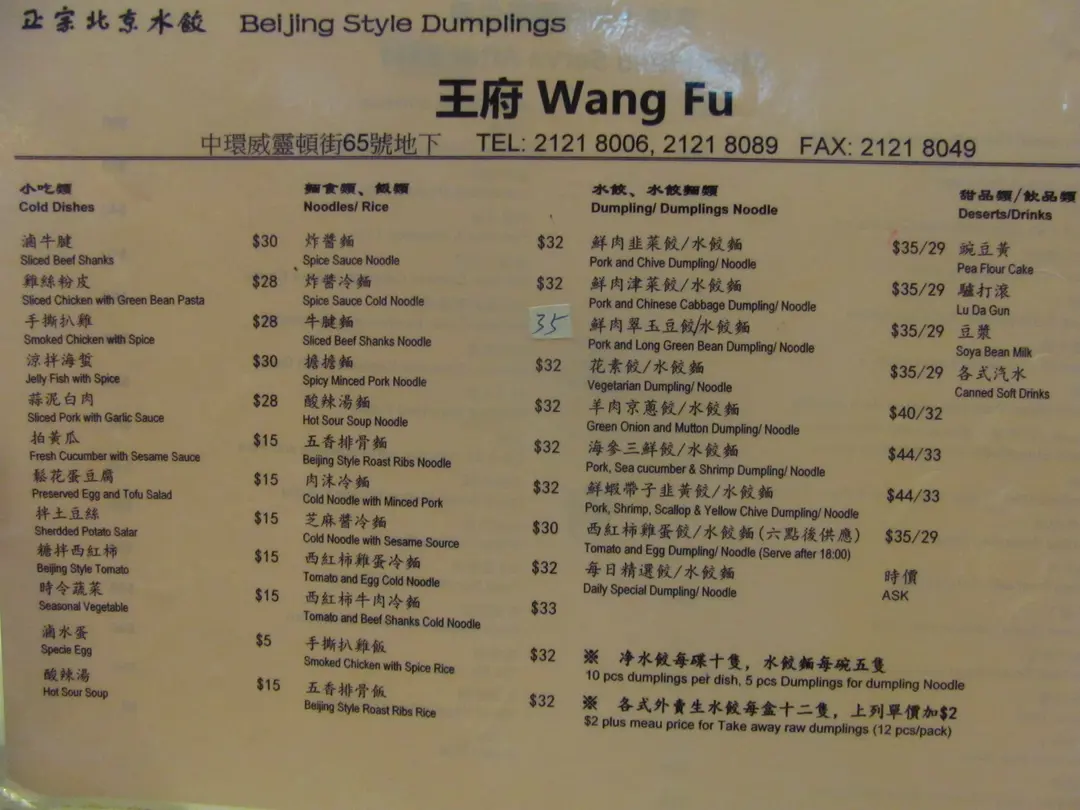 正宗北京水餃 Beijing Style Dumplings
王府 Wang Fu
中環威靈頓街65號地下 TEL: 2121 8006, 2121 8089 FAX: 2121 8049
小吃類
Cold Dishes
滷牛腱 $30
Sliced Beef Shanks
雞絲粉皮 $28
Sliced Chicken with Green Bean Pasta
手撕扒雞 $28
Smoked Chicken with Spice
涼拌海蜇 $30
Jelly Fish with Spice
蒜泥白肉 $28
Sliced Pork with Garlic Sauce
拍黃瓜 $15
Fresh Cucumber with Sesame Sauce
鬆花蛋豆腐 $15
Preserved Egg and Tofu Salad
拌土豆絲 $15
Sherdded Potato Salar
糖拌西紅柿 $15
Beijing Style Tomato
時令蔬菜 $15
Seasonal Vegetable
滷水蛋 $5
Specie Egg
酸辣湯 $15
Hot Sour Soup
麵食類、飯類
Noodles/ Rice
炸醬麵 $32
Spice Sauce Noodle
炸醬冷麵 $32
Spice Sauce Cold Noodle
牛腱麵 35
Sliced Beef Shanks Noodle
擔擔麵 $32
Spicy Minced Pork Noodle
酸辣湯麵 $32
Hot Sour Soup Noodle
五香排骨麵 $32
Beijing Style Roast Ribs Noodle
肉沫冷麵 $32
Cold Noodle with Minced Pork
芝麻醬冷麵 $30
Cold Noodle with Sesame Source
西紅柿雞蛋冷麵 $32
Tomato and Egg Cold Noodle
西紅柿牛肉冷麵 $33
Tomato and Beef Shanks Cold Noodle
手撕扒雞飯 $32
Smoked Chicken with Spice Rice
五香排骨飯 $32
Beijing Style Roast Ribs Rice
水餃、水餃麵類
Dumpling/ Dumplings Noodle
鮮肉韭菜餃/水餃麵 $35/29
Pork and Chive Dumpling/ Noodle
鮮肉津菜餃/水餃麵 $35/29
Pork and Chinese Cabbage Dumpling/ Noodle
鮮肉翠玉豆餃/水餃麵 $35/29
Pork and Long Green Bean Dumpling/ Noodle
花素餃/水餃麵 $35/29
Vegetarian Dumpling/ Noodle
羊肉京蔥餃/水餃麵 $40/32
Green Onion and Mutton Dumpling/ Noodle
海參三鮮餃/水餃麵 $44/33
Pork, Sea cucumber & Shrimp Dumpling/ Noodle
鮮蝦帶子韭黃餃/水餃麵 $44/33
Pork, Shrimp, Scallop & Yellow Chive Dumpling/ Noodle
西紅柿雞蛋餃/水餃麵(六點後供應) $35/29
Tomato and Egg Dumpling/ Noodle (Serve after 18:00)
每日精選餃/水餃麵 時價
Daily Special Dumpling/ Noodle ASK
※ 净水餃每碟十隻，水餃麵每碗五隻
10 pcs dumplings per dish, 5 pcs Dumplings for dumpling Noodle
※ 各式外賣生水餃每盒十二隻，上列單價加$2
$2 plus meau price for Take away raw dumplings (12 pcs/pack)
甜品類/飲品類
Deserts/Drinks
豌豆黃
Pea Flour Cake
驢打滾
Lu Da Gun
豆漿
Soya Bean Milk
各式汽水
Canned Soft Drinks